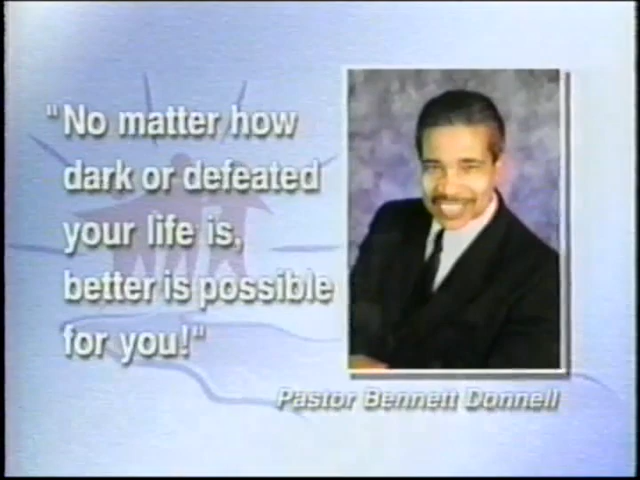 "No matter how
dark or defeated
your life is,
better is possible
for you!"
Pastor Bennett Donnell